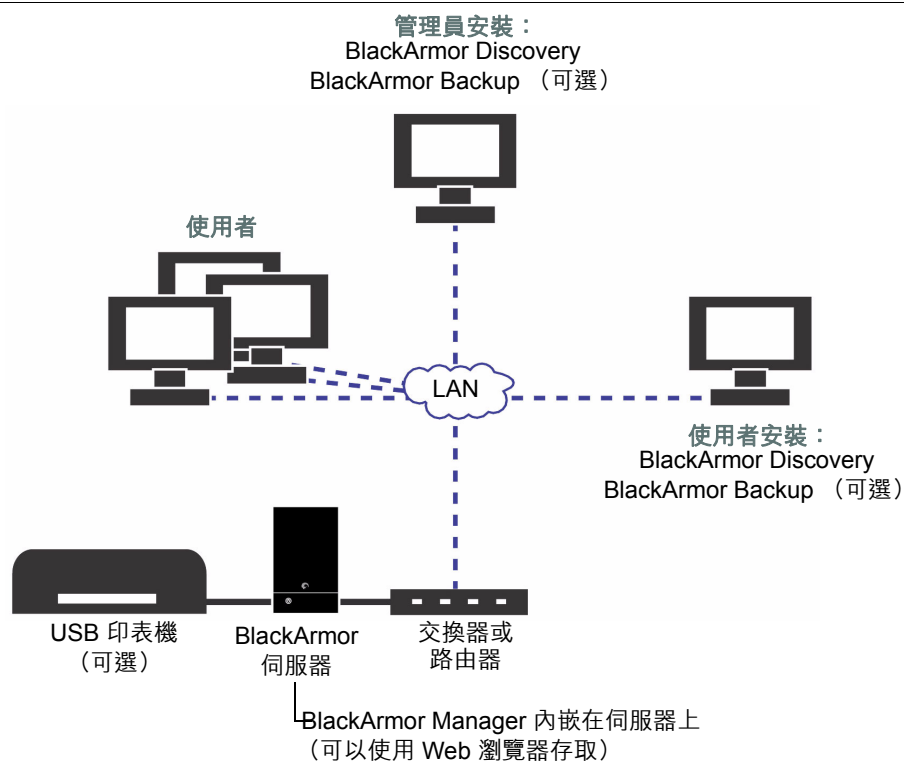 管理員安裝：
BlackArmor Discovery
BlackArmor Backup （可選）
使用者
LAN
使用者安裝：
BlackArmor Discovery
BlackArmor Backup （可選）
USB 印表機
（可選）
BlackArmor
伺服器
交換器或
路由器
BlackArmor Manager 內嵌在伺服器上
（可以使用 Web 瀏覽器存取）